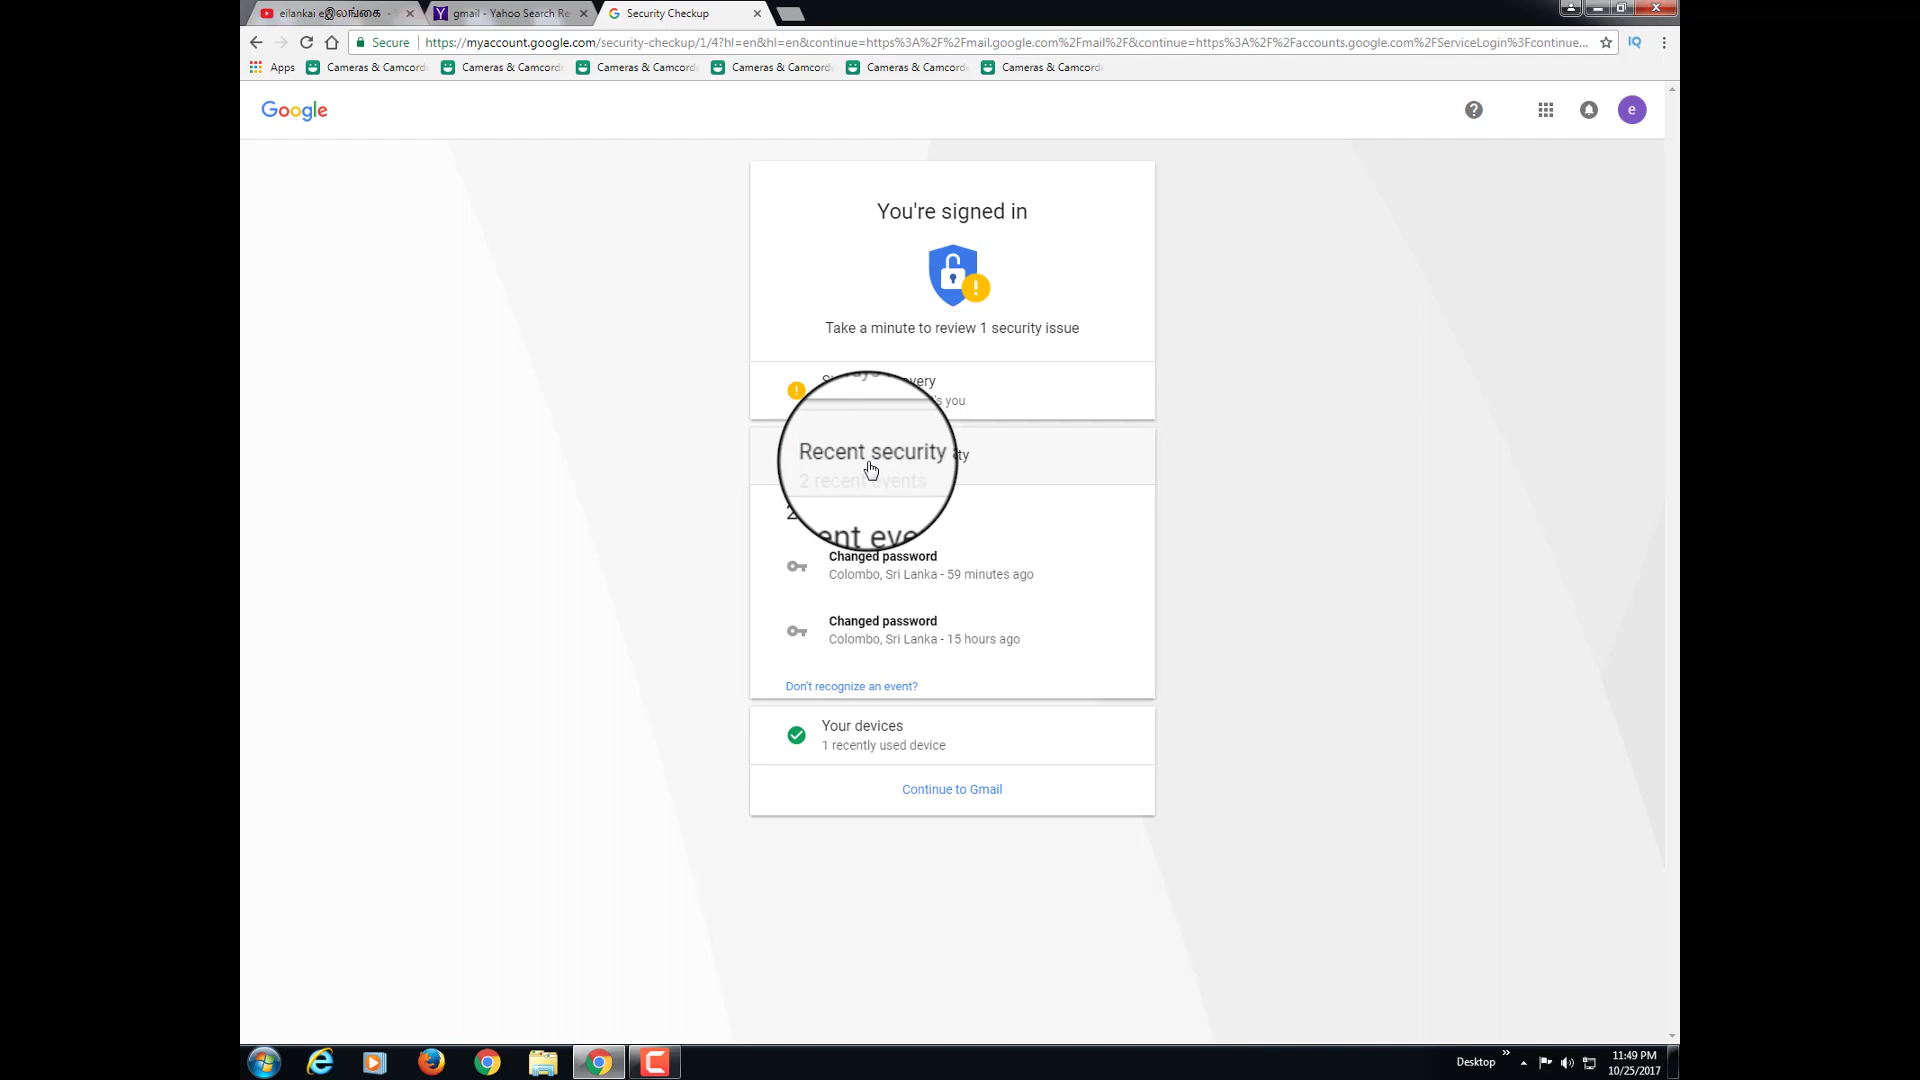 eilankai eஇலங்கை -
gmail - Yahoo Search Re
Security Checkup
Secure
https://myaccount.google.com/security-checkup/1/4?hl=en&hl=en&continue=https%3A%2F%2Fmail.google.com%2Fmail%2F&continue=https%3A%2F%2Faccounts.google.com%2FServiceLogin%3Fcontinue...
IQ
Apps
Cameras & Camcord
Cameras & Camcord
Cameras & Camcord
Cameras & Camcord
Cameras & Camcord
Cameras & Camcord
Google
e
You're signed in
Take a minute to review 1 security issue
's you
Recent security
2 recent events
Changed password
Colombo, Sri Lanka - 59 minutes ago
Changed password
Colombo, Sri Lanka - 15 hours ago
Don't recognize an event?
Your devices
1 recently used device
Continue to Gmail
Desktop
11:49 PM
10/25/2017